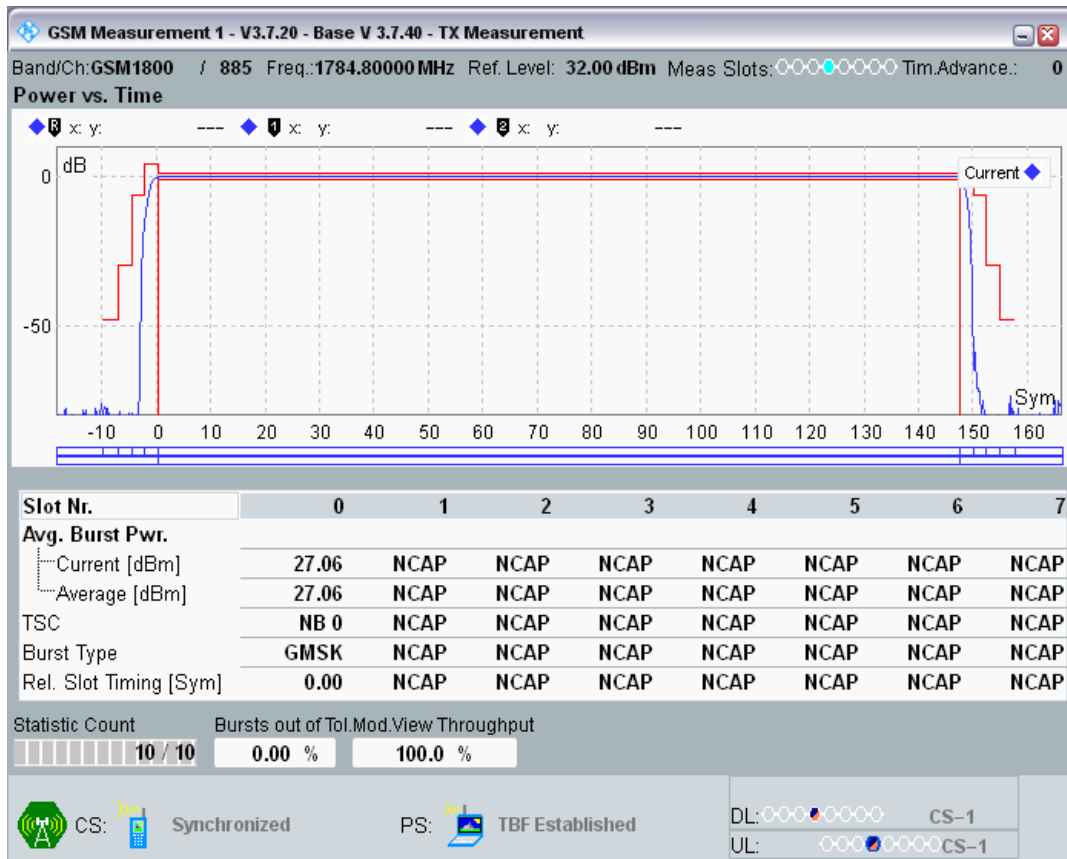 GSM Measurement 1 - V3.7.20 - Base V 3.7.40 - TX Measurement
Band/Ch:GSM1800 / 885 Freq.:1784.80000 MHz Ref. Level: 32.00 dBm Meas Slots: Tim.Advance.: 0
Power vs. Time
R x: y: --- 1 x: y: --- 2 x: y: ---
dB
Current
0
-50
Sym
-10 0 10 20 30 40 50 60 70 80 90 100 110 120 130 140 150 160
Slot Nr. 0 1 2 3 4 5 6 7
Avg. Burst Pwr.
Current [dBm] 27.06 NCAP NCAP NCAP NCAP NCAP NCAP NCAP
Average [dBm] 27.06 NCAP NCAP NCAP NCAP NCAP NCAP NCAP
TSC NB 0 NCAP NCAP NCAP NCAP NCAP NCAP NCAP
Burst Type GMSK NCAP NCAP NCAP NCAP NCAP NCAP NCAP
Rel. Slot Timing [Sym] 0.00 NCAP NCAP NCAP NCAP NCAP NCAP NCAP
Statistic Count Bursts out of Tol.Mod.View Throughput
10 / 10 0.00 % 100.0 %
CS: Synchronized PS: TBF Established DL: CS-1
UL: CS-1